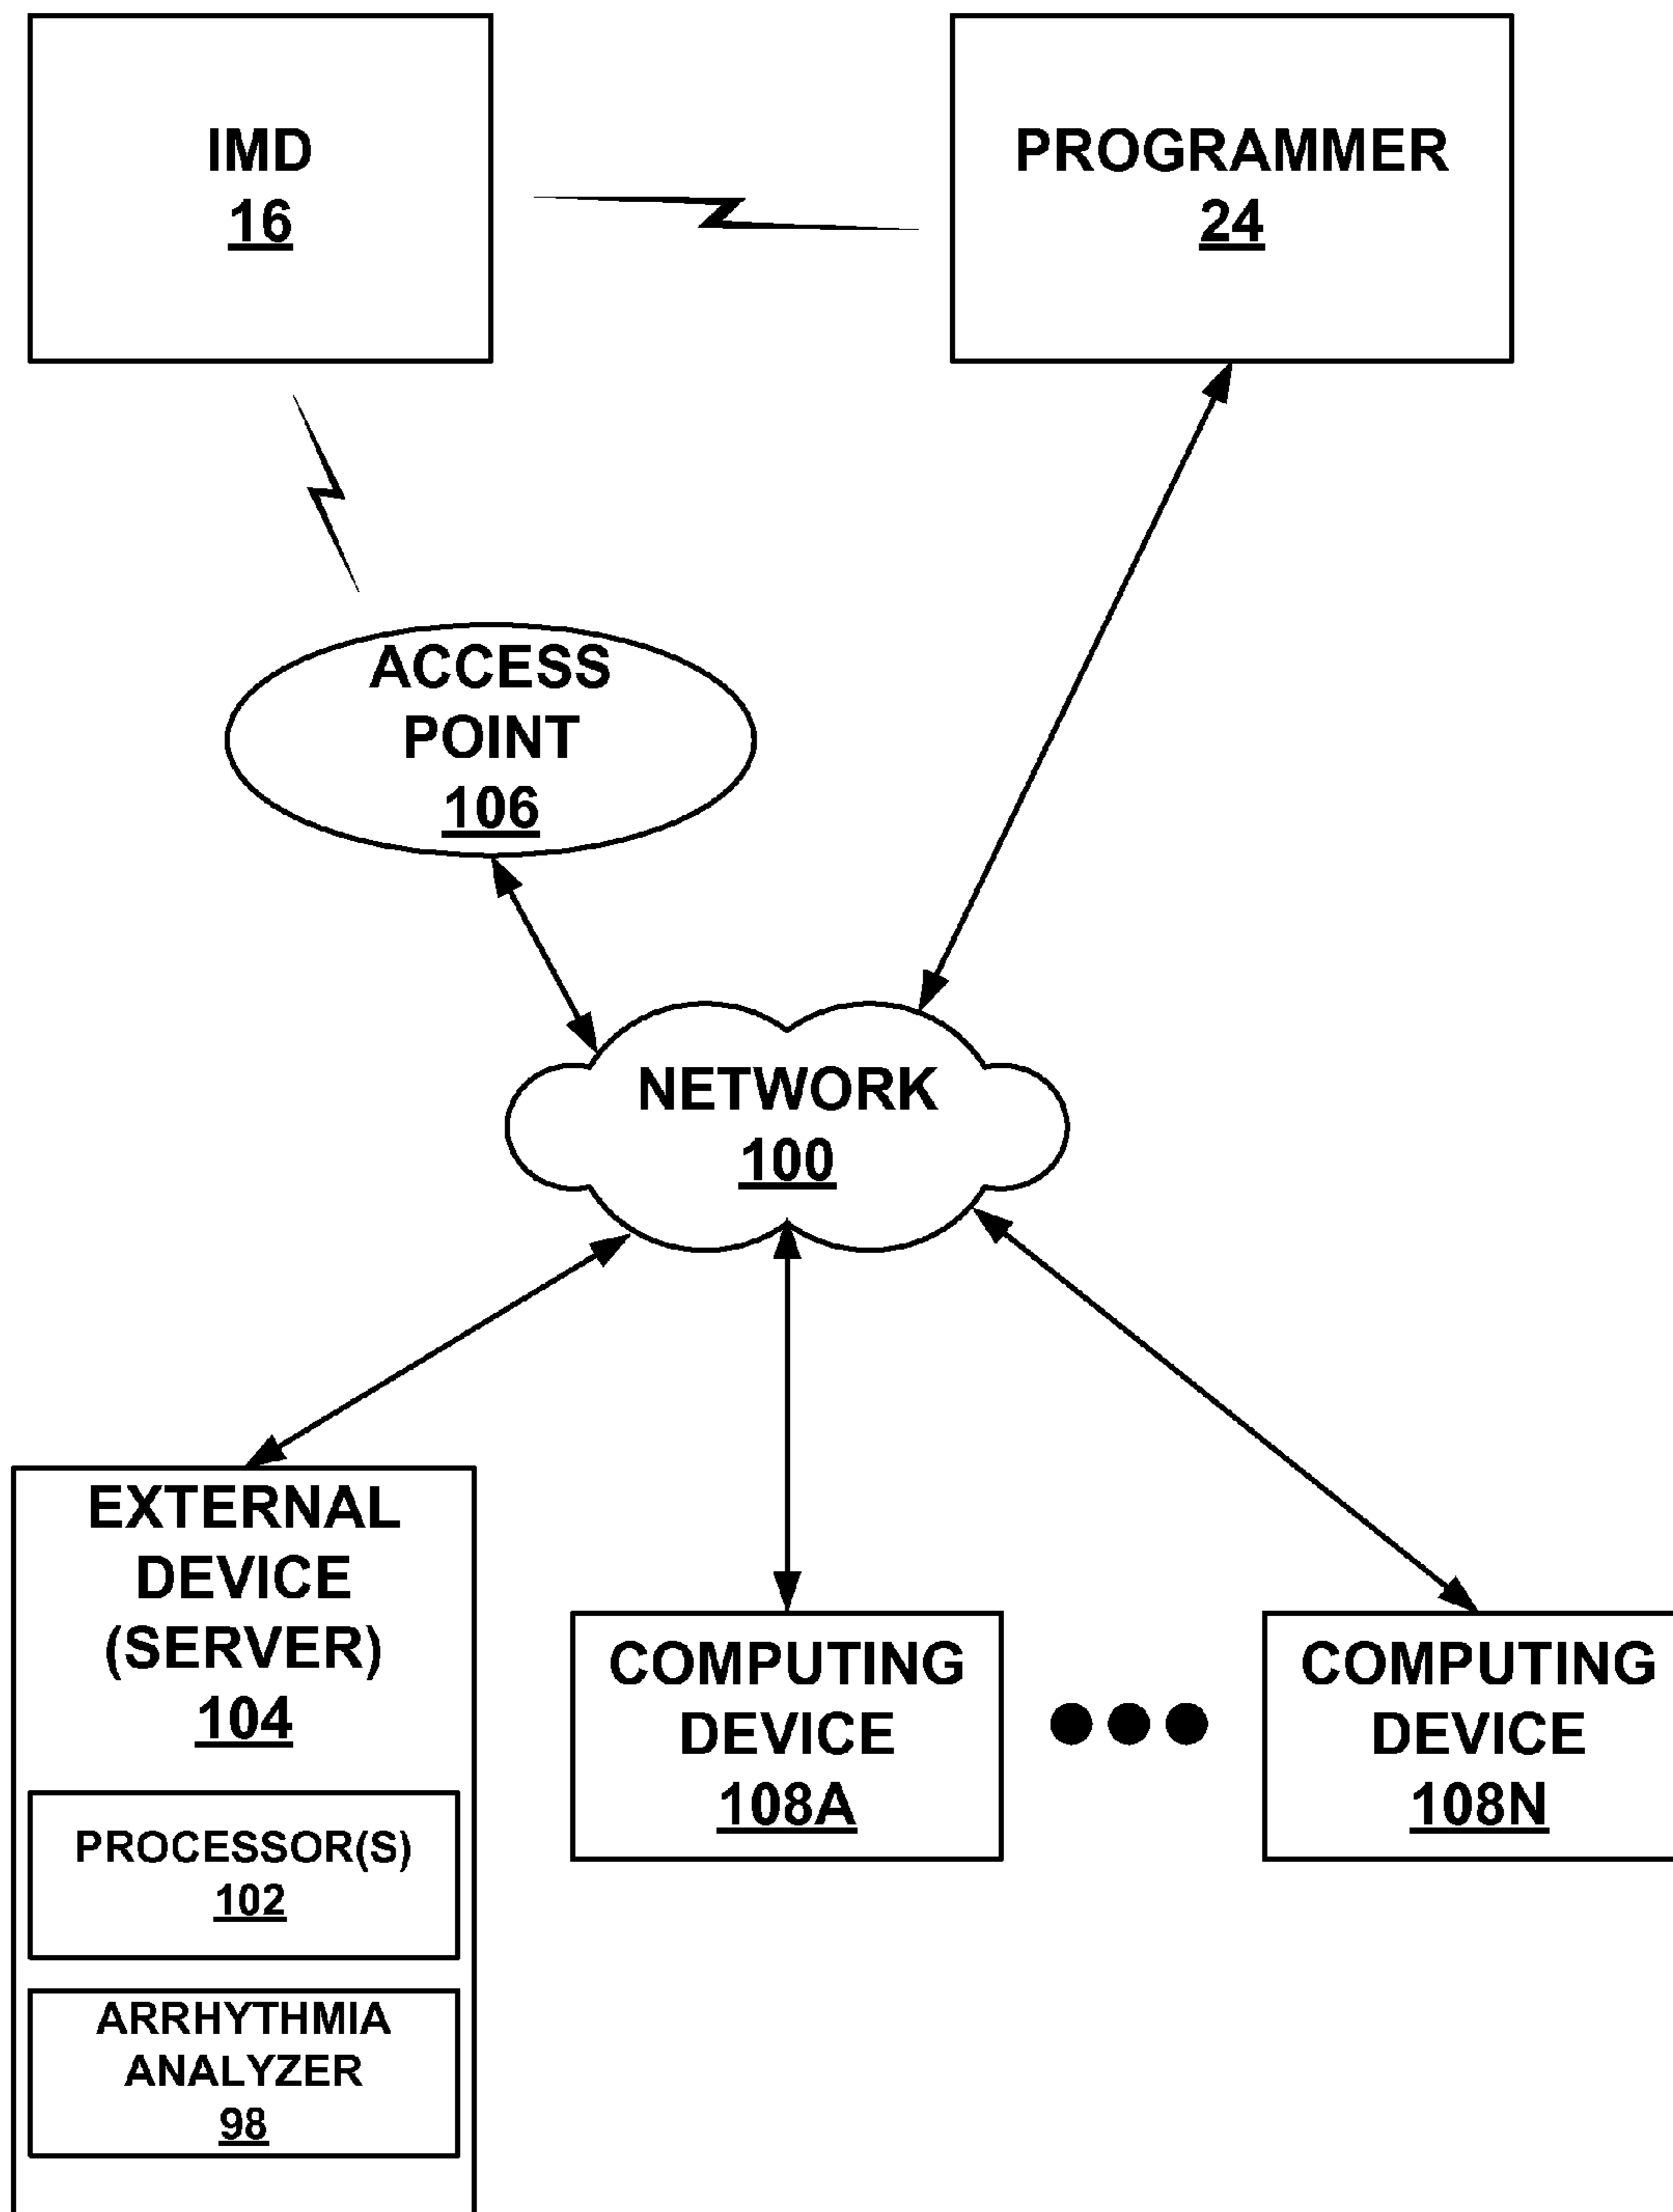 IMD
16
PROGRAMMER
24
ACCESS
POINT
106
NETWORK
100
EXTERNAL
DEVICE
(SERVER)
104
PROCESSOR(S)
102
ARRHYTHMIA
ANALYZER
98
COMPUTING
DEVICE
108A
COMPUTING
DEVICE
108N